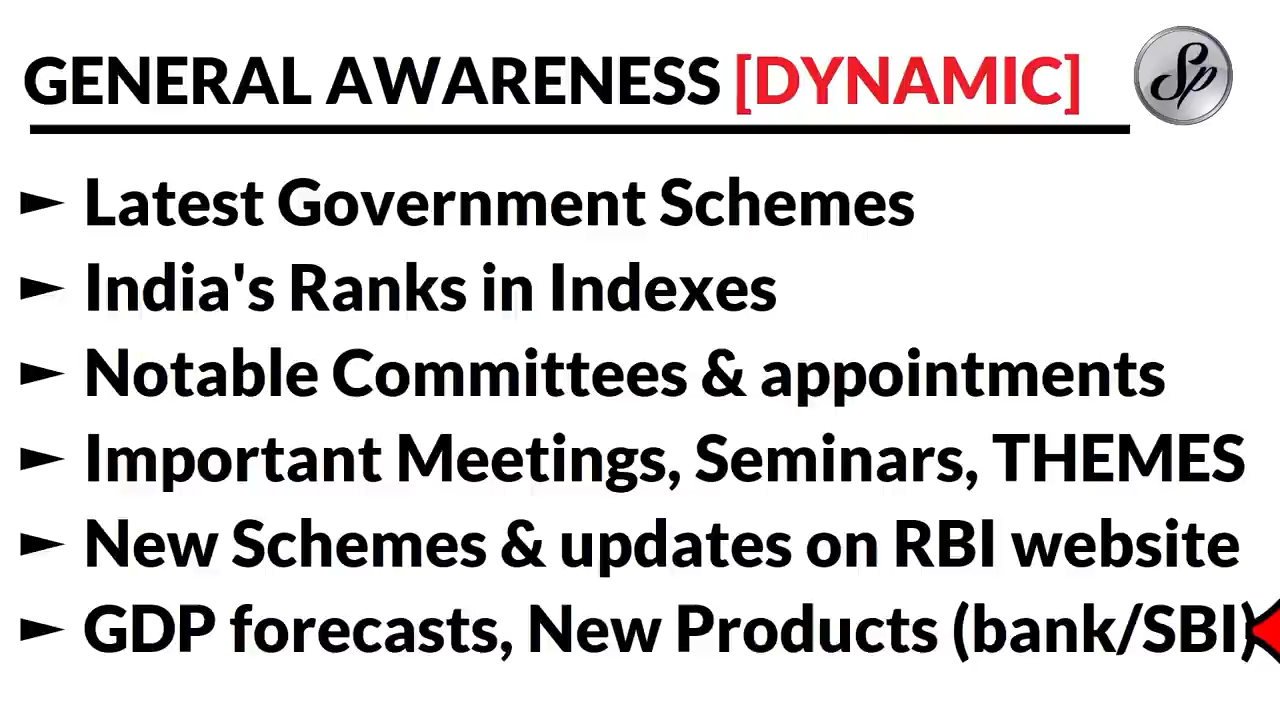 GENERAL AWARENESS [DYNAMIC]
Sp
► Latest Government Schemes
► India's Ranks in Indexes
► Notable Committees & appointments
► Important Meetings, Seminars, THEMES
► New Schemes & updates on RBI website
► GDP forecasts, New Products (bank/SBI)